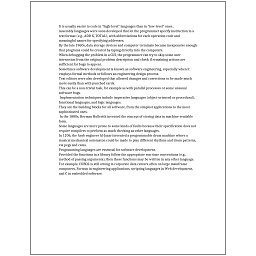 It is usually easier to code in "high-level" languages than in "low-level" ones.
Assembly languages were soon developed that let the programmer specify instruction in a
text format (e.g., ADD X, TOTAL), with abbreviations for each operation code and
meaningful names for specifying addresses.
By the late 1960s, data storage devices and computer terminals became inexpensive enough
that programs could be created by typing directly into the computers.
When debugging the problem in a GUI, the programmer can try to skip some user
interaction from the original problem description and check if remaining actions are
sufficient for bugs to appear.
Sometimes software development is known as software engineering, especially when it
employs formal methods or follows an engineering design process.
Text editors were also developed that allowed changes and corrections to be made much
more easily than with punched cards.
This can be a non-trivial task, for example as with parallel processes or some unusual
software bugs.
Implementation techniques include imperative languages (object-oriented or procedural),
functional languages, and logic languages.
They are the building blocks for all software, from the simplest applications to the most
sophisticated ones.
In the 1880s, Herman Hollerith invented the concept of storing data in machine-readable
form.
Some languages are more prone to some kinds of faults because their specification does not
require compilers to perform as much checking as other languages.
In 1206, the Arab engineer Al-Jazari invented a programmable drum machine where a
musical mechanical automaton could be made to play different rhythms and drum patterns,
via pegs and cams.
Programming languages are essential for software development.
Provided the functions in a library follow the appropriate run-time conventions (e.g.,
method of passing arguments), then these functions may be written in any other language.
For example, COBOL is still strong in corporate data centers often on large mainframe
computers, Fortran in engineering applications, scripting languages in Web development,
and C in embedded software.